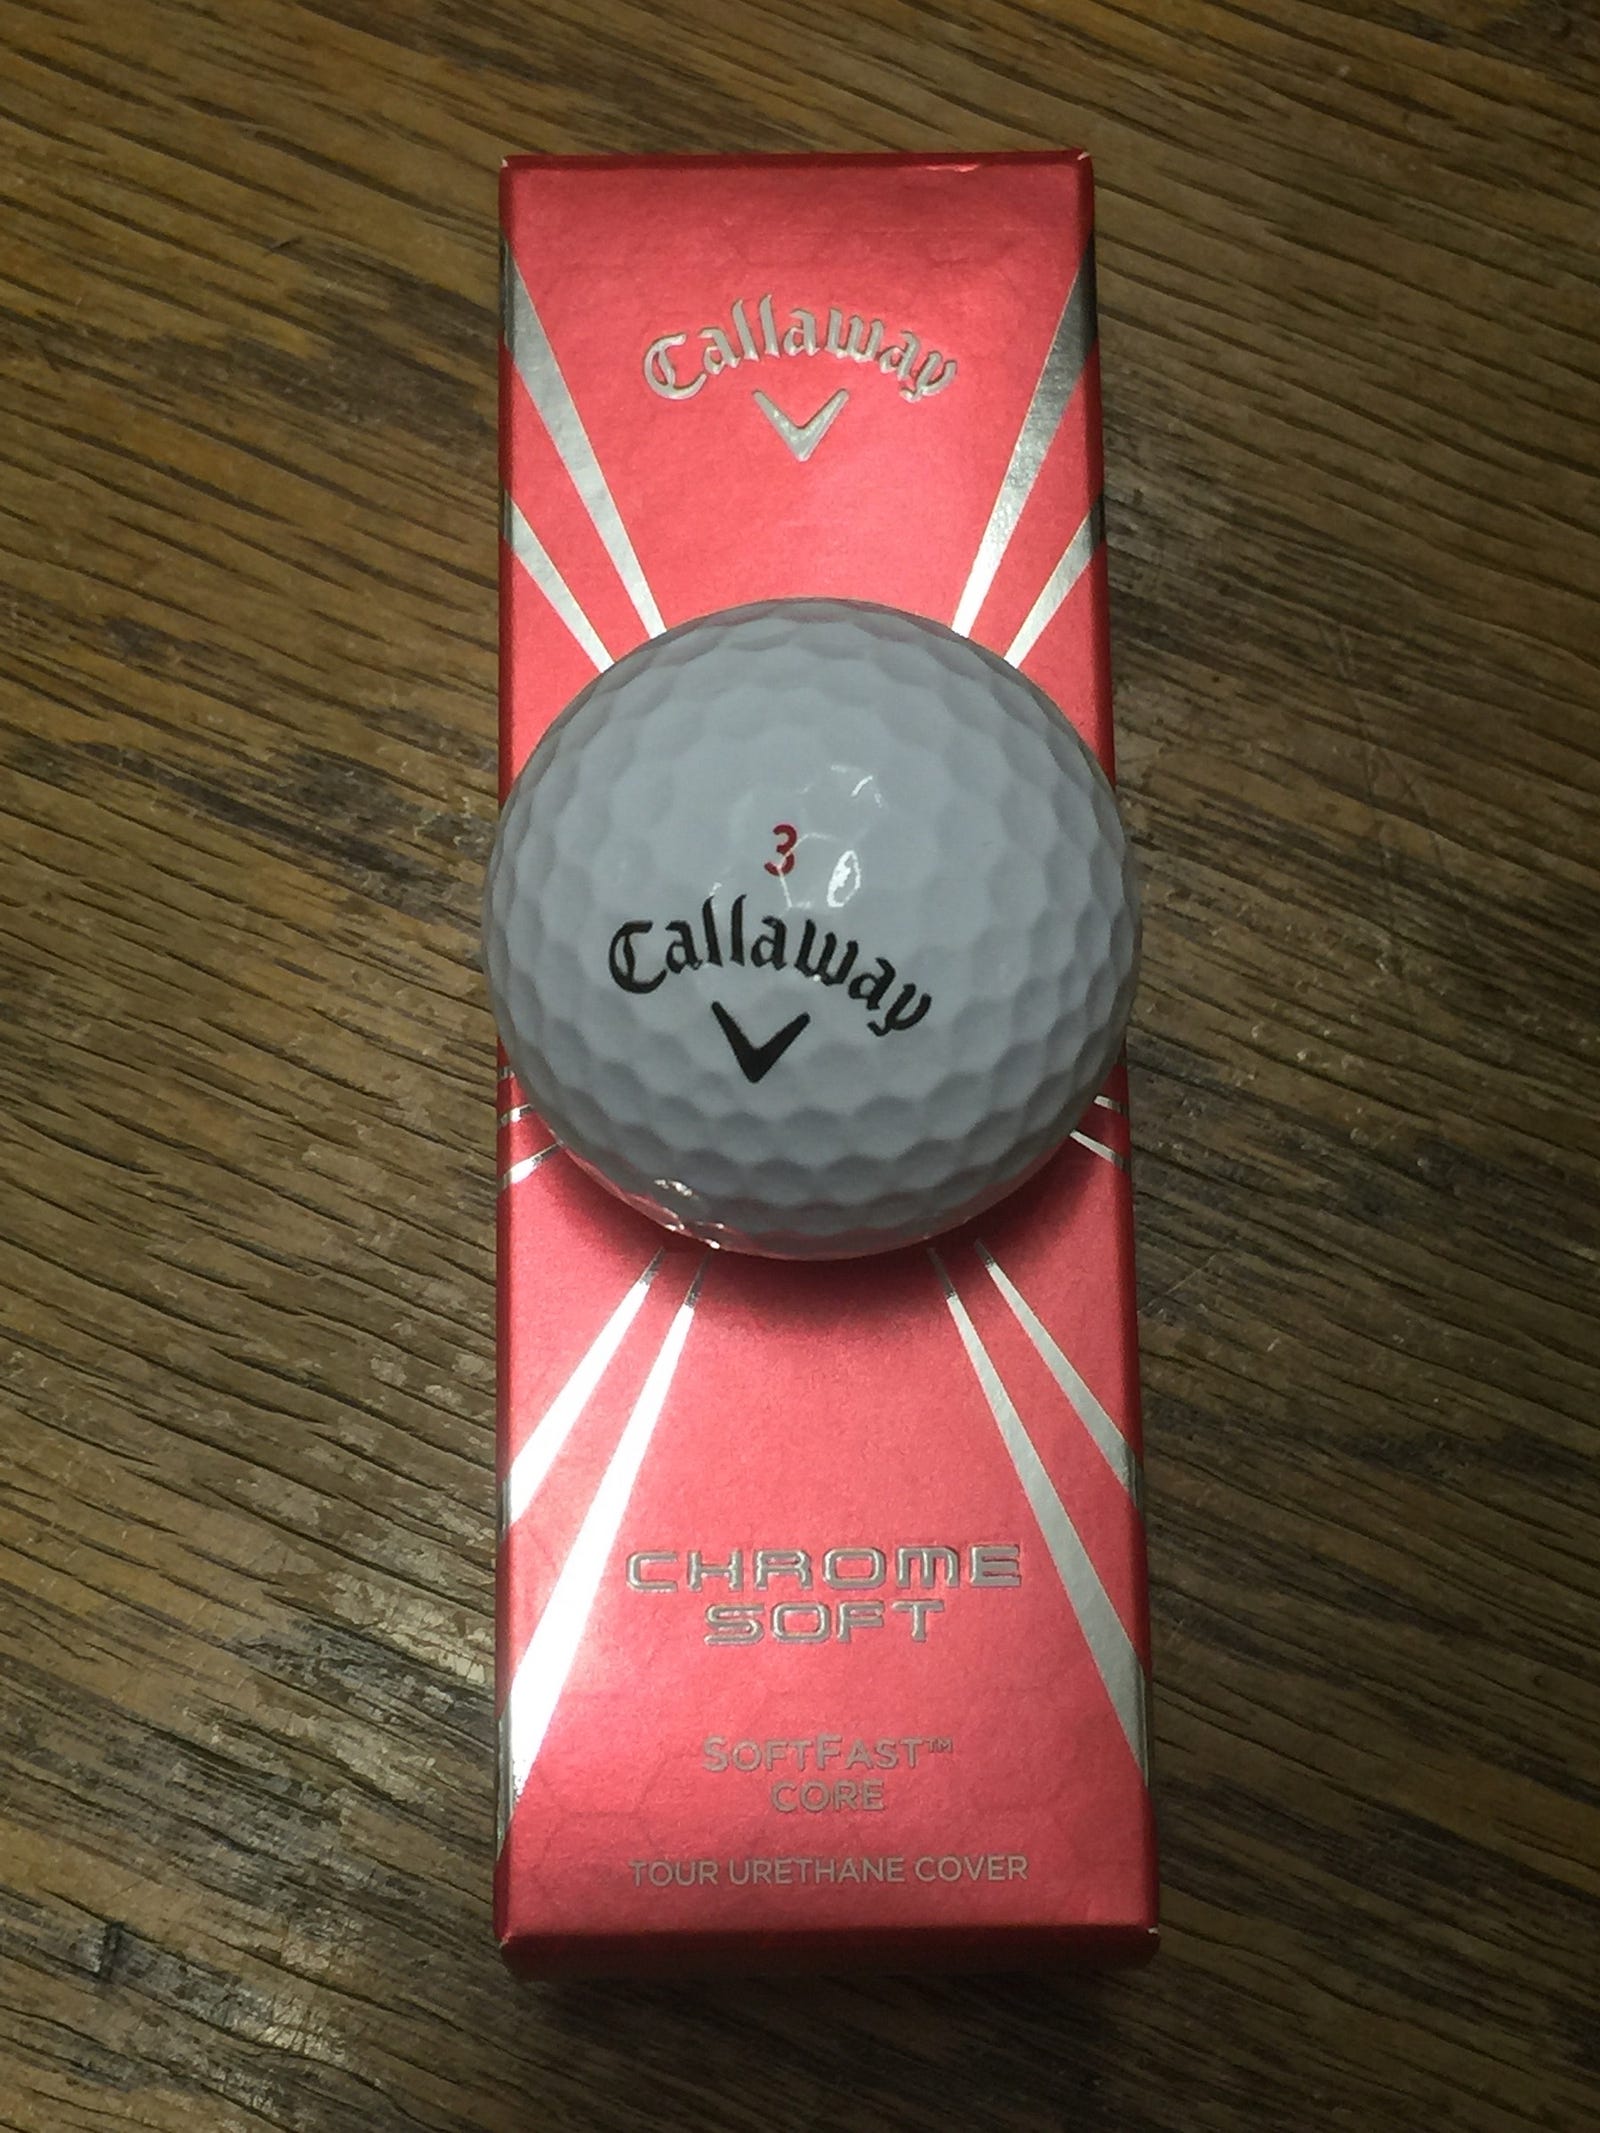 Callaway
3
Callaway
CHROME
SOFT
SOFTFAST™
CORE
TOUR URETHANE COVER